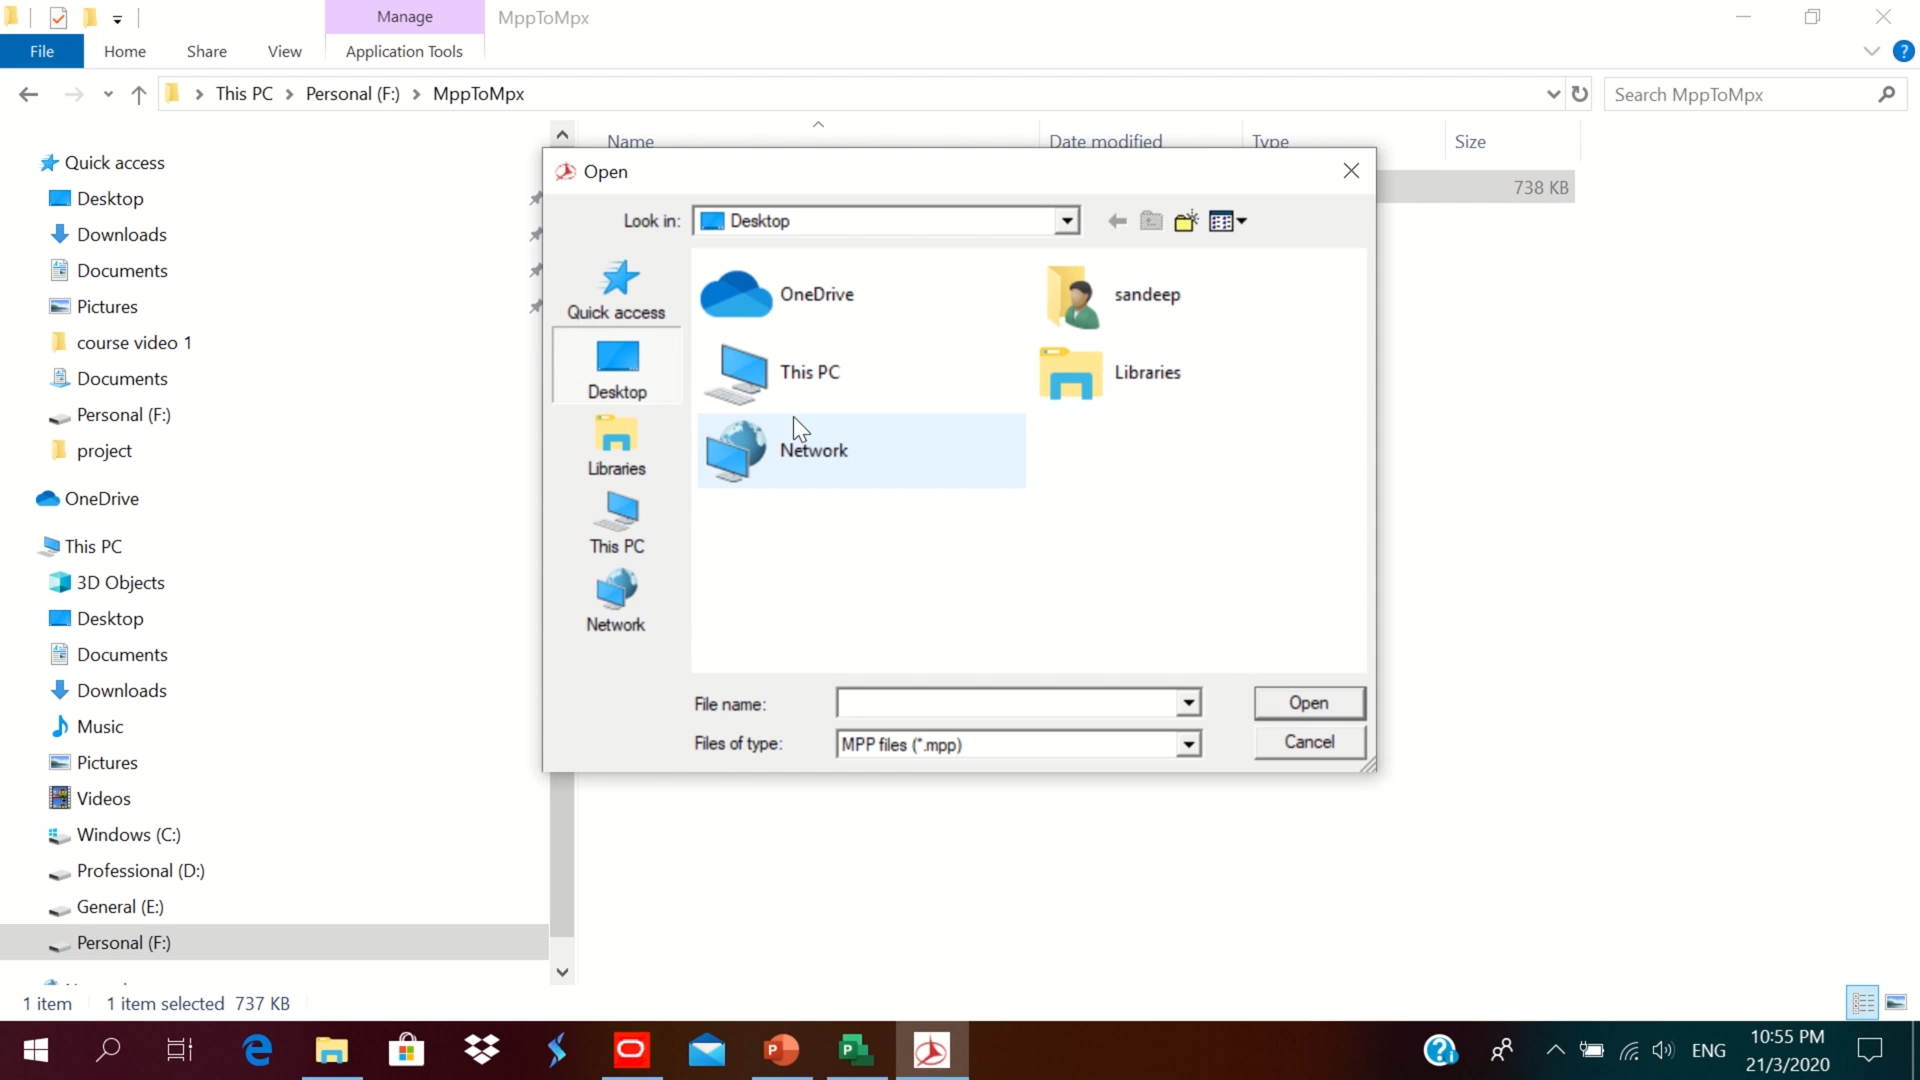 Manage
MppToMpx
File
Home
Share
View
Application Tools
This PC
Personal (F:)
MppToMpx
Search MppToMpx
Name
Date modified
Type
Size
738 KB
Quick access
Desktop
Downloads
Documents
Pictures
course video 1
Documents
Personal (F:)
project
OneDrive
This PC
3D Objects
Desktop
Documents
Downloads
Music
Pictures
Videos
Windows (C:)
Professional (D:)
General (E:)
Personal (F:)
Open
Look in:
Desktop
Quick access
Desktop
Libraries
This PC
Network
OneDrive
sandeep
This PC
Libraries
Network
File name:
Open
Files of type:
MPP files (*.mpp)
Cancel
1 item
1 item selected 737 KB
ENG
10:55 PM
21/3/2020